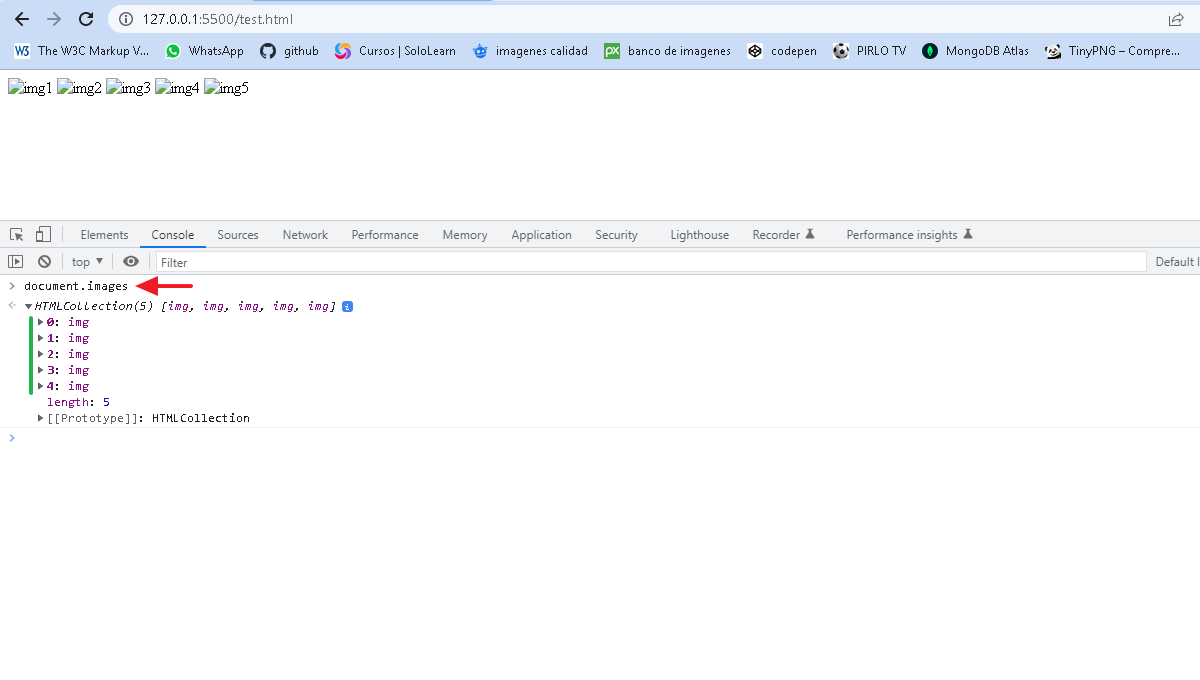 127.0.0.1:5500/test.html
W3 The W3C Markup V... WhatsApp github Cursos | SoloLearn imagenes calidad px banco de imagenes codepen PIRLO TV MongoDB Atlas TinyPNG – Compre...
img1 img2 img3 img4 img5
Elements Console Sources Network Performance Memory Application Security Lighthouse Recorder Performance insights
top ▼ Filter Default l
> document.images
<· ▼HTMLCollection(5) [img, img, img, img, img] i
▶0: img
▶1: img
▶2: img
▶3: img
▶4: img
length: 5
▶[[Prototype]]: HTMLCollection
>